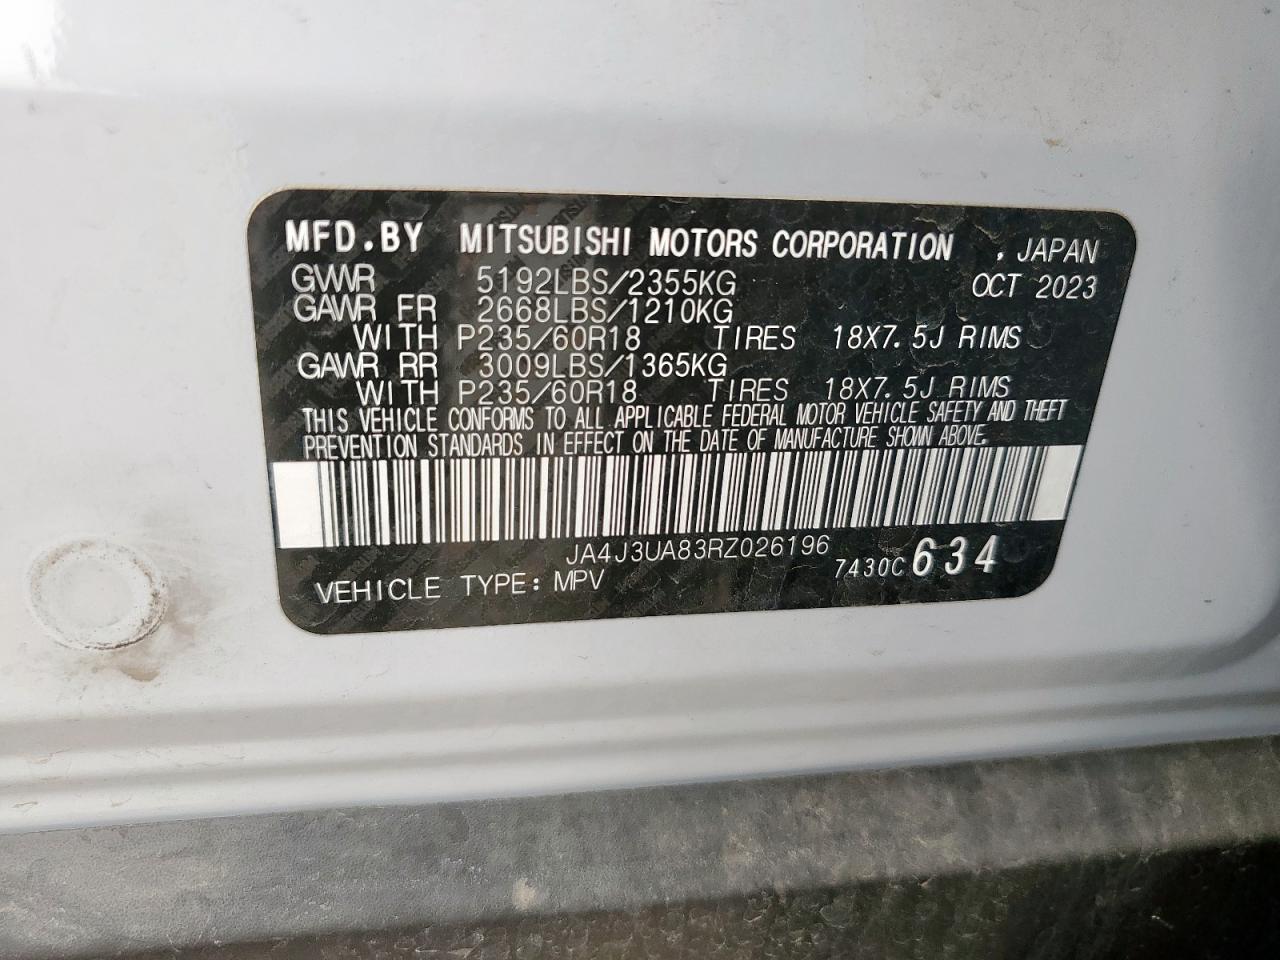 MFD.BY MITSUBISHI MOTORS CORPORATION , JAPAN
GVWR 5192LBS/2355KG OCT 2023
GAWR FR 2668LBS/1210KG
WITH P235/60R18 TIRES 18X7.5J RIMS
GAWR RR 3009LBS/1365KG
WITH P235/60R18 TIRES 18X7.5J RIMS
THIS VEHICLE CONFORMS TO ALL APPLICABLE FEDERAL MOTOR VEHICLE SAFETY AND THEFT
PREVENTION STANDARDS IN EFFECT ON THE DATE OF MANUFACTURE SHOWN ABOVE.
JA4J3UA83RZ026196
7430C 634
VEHICLE TYPE: MPV